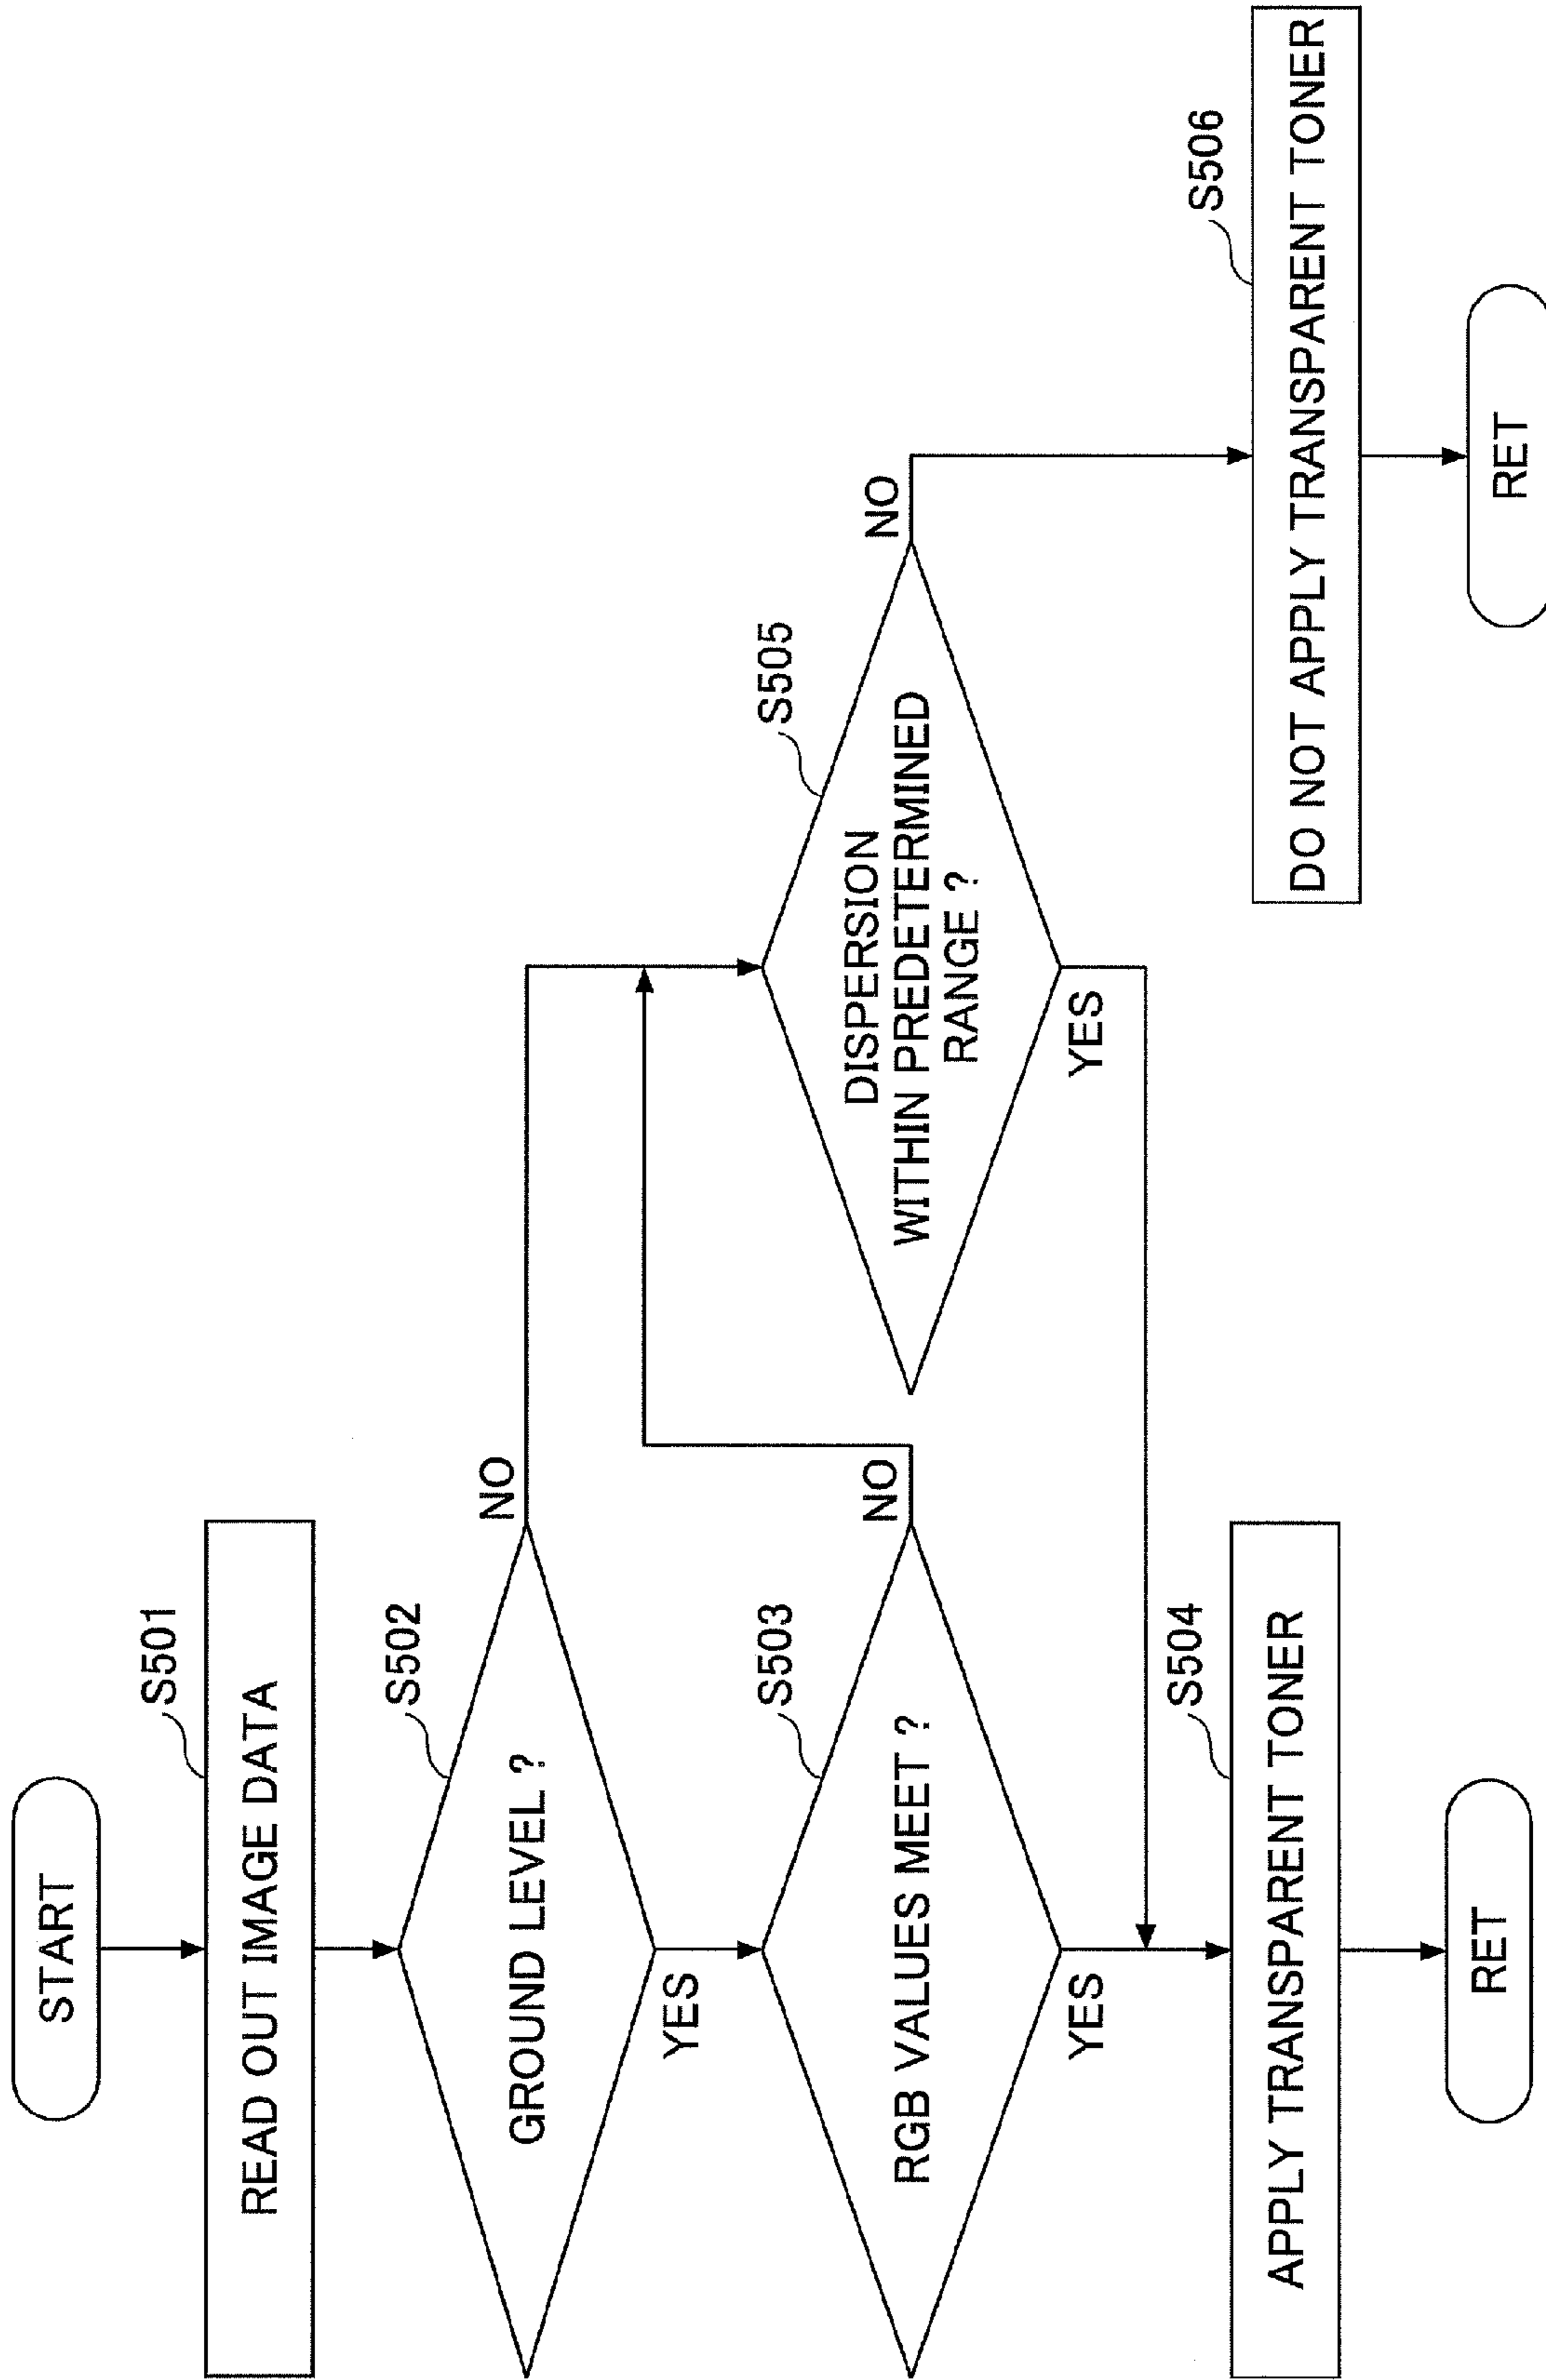 START
S501
READ OUT IMAGE DATA
S502
GROUND LEVEL ?
NO
YES
S503
RGB VALUES MEET ?
NO
YES
S505
DISPERSION
WITHIN PREDETERMINED
RANGE ?
NO
YES
S504
APPLY TRANSPARENT TONER
RET
S506
DO NOT APPLY TRANSPARENT TONER
RET